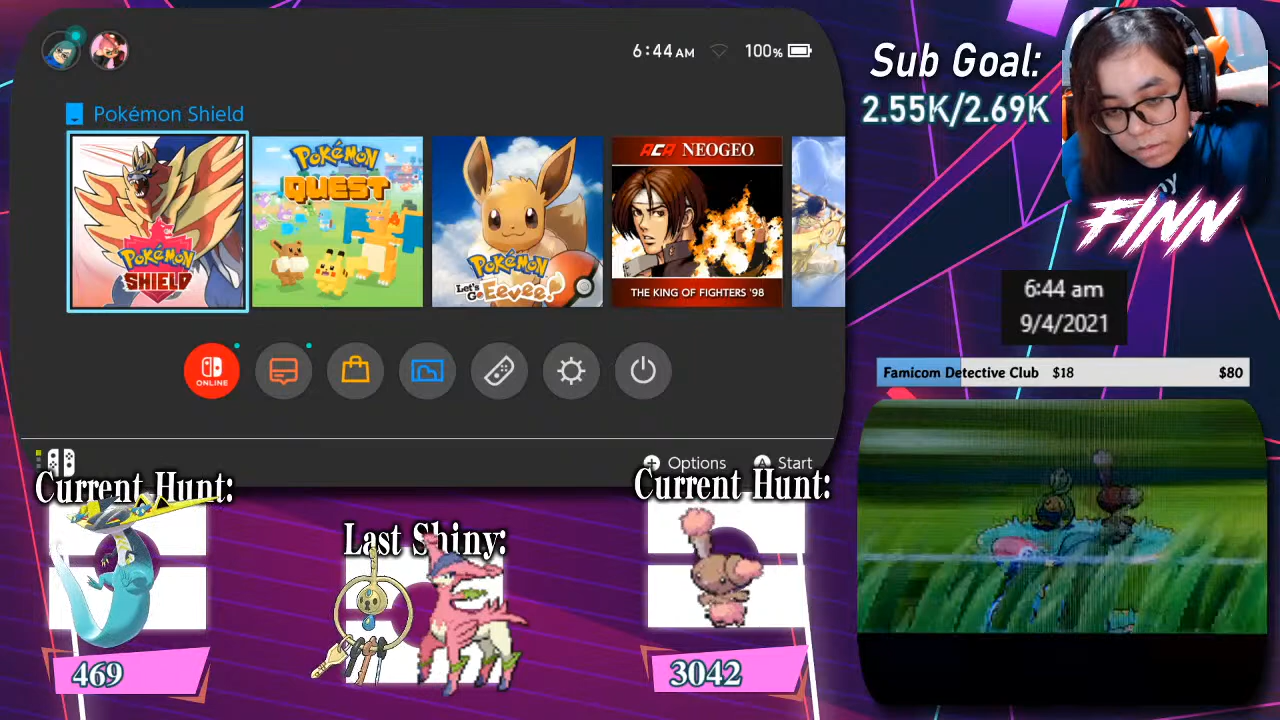 6:44 AM 100%
Pokémon Shield
POKÉMON
SHIELD
POKÉMON
QUEST
POKÉMON
Let's Go Eevee!
ACA NEOGEO
THE KING OF FIGHTERS '98
ONLINE
Options Start
Current Hunt:
469
Last Shiny:
Current Hunt:
3042
Sub Goal:
2.55K/2.69K
FINN
6:44 am
9/4/2021
Famicom Detective Club $18 $80